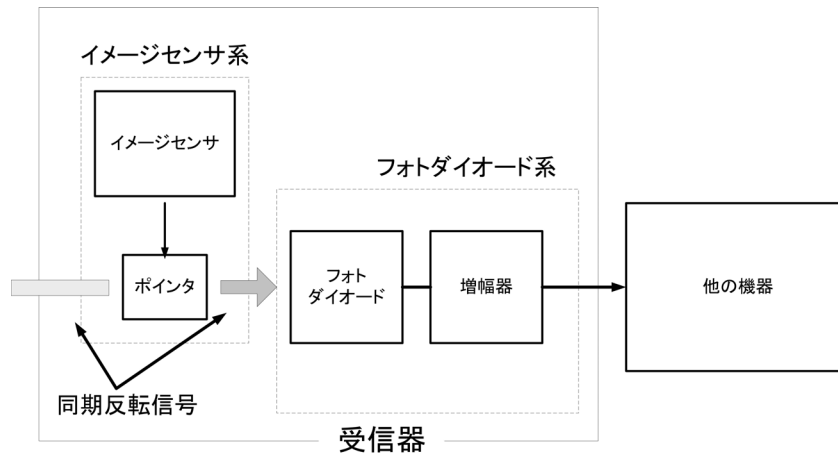 イメージセンサ系
イメージセンサ
フォトダイオード系
ポインタ
フォト
ダイオード
増幅器
他の機器
同期反転信号
受信器